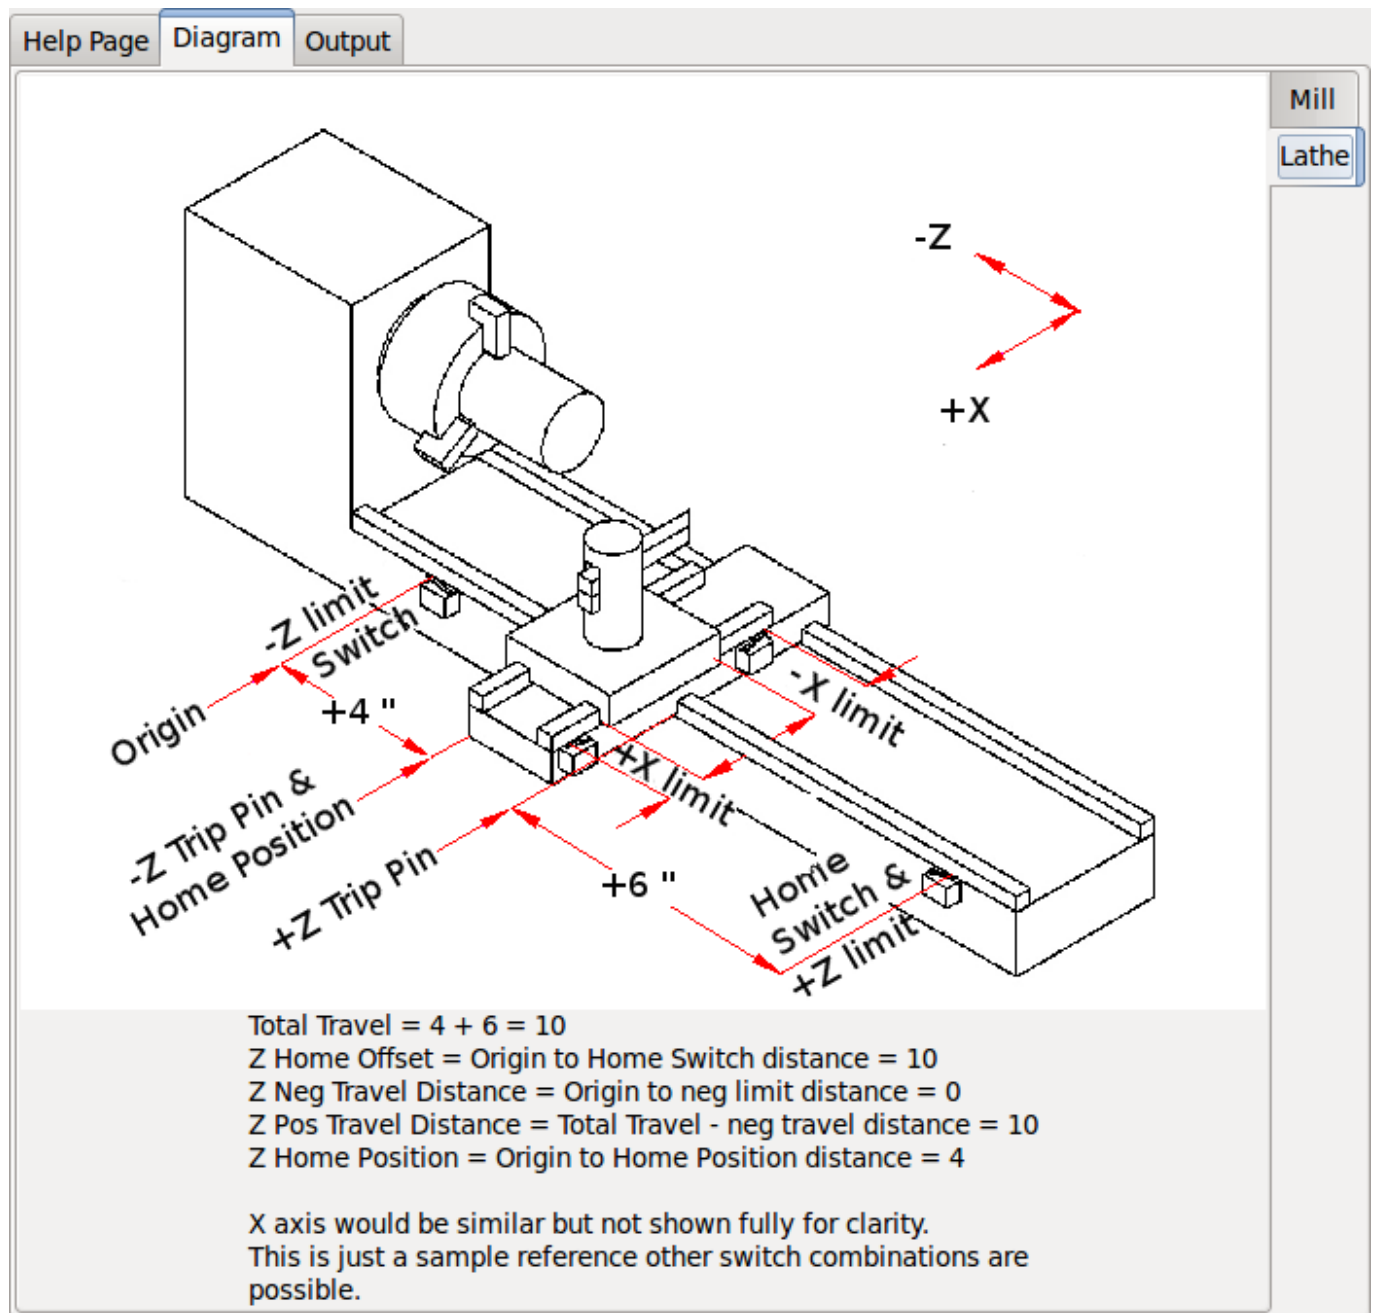 Help Page
Diagram
Output
Mill
Lathe
-Z
+X
-Z limit
Switch
Origin
+4 "
-X limit
+X limit
-Z Trip Pin &
Home Position
+Z Trip Pin
+6 "
Home
Switch &
+Z limit
Total Travel = 4 + 6 = 10
Z Home Offset = Origin to Home Switch distance = 10
Z Neg Travel Distance = Origin to neg limit distance = 0
Z Pos Travel Distance = Total Travel - neg travel distance = 10
Z Home Position = Origin to Home Position distance = 4
X axis would be similar but not shown fully for clarity.
This is just a sample reference other switch combinations are
possible.